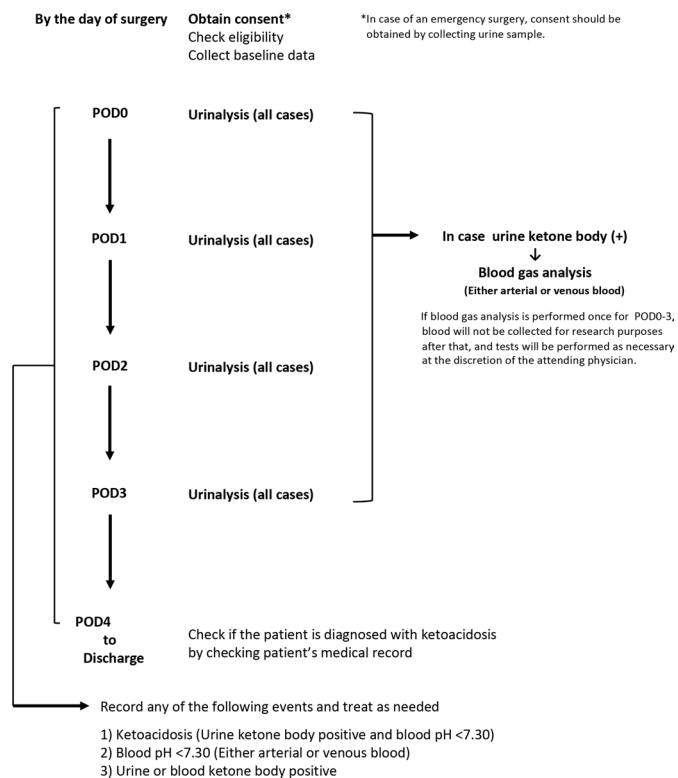 By the day of surgery
Obtain consent*
Check eligibility
Collect baseline data
*In case of an emergency surgery, consent should be
obtained by collecting urine sample.
POD0
Urinalysis (all cases)
POD1
Urinalysis (all cases)
In case urine ketone body (+)
↓
Blood gas analysis
(Either arterial or venous blood)
If blood gas analysis is performed once for POD0-3,
blood will not be collected for research purposes
after that, and tests will be performed as necessary
at the discretion of the attending physician.
POD2
Urinalysis (all cases)
POD3
Urinalysis (all cases)
POD4
to
Discharge
Check if the patient is diagnosed with ketoacidosis
by checking patient's medical record
Record any of the following events and treat as needed
1) Ketoacidosis (Urine ketone body positive and blood pH <7.30)
2) Blood pH <7.30 (Either arterial or venous blood)
3) Urine or blood ketone body positive